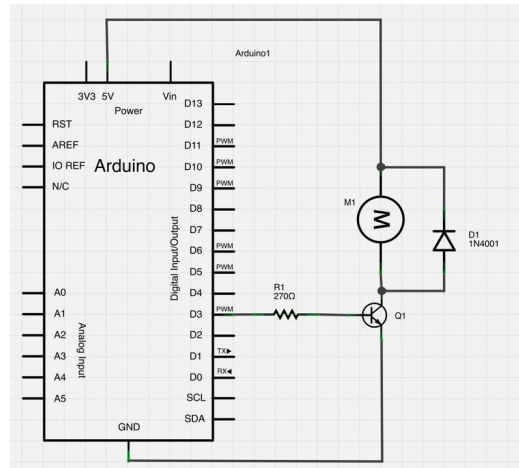 Arduino1
3V3 5V Vin
Power
Arduino
RST
AREF
IO REF
N/C
A0
A1
A2
A3
A4
A5
Analog Input
Digital Input/Output
D13
D12
D11 PWM
D10 PWM
D9 PWM
D8
D7
D6 PWM
D5 PWM
D4
D3 PWM
D2
D1 TX▶
D0 RX◀
SCL
SDA
GND
R1
270Ω
M1
M
D1
1N4001
Q1